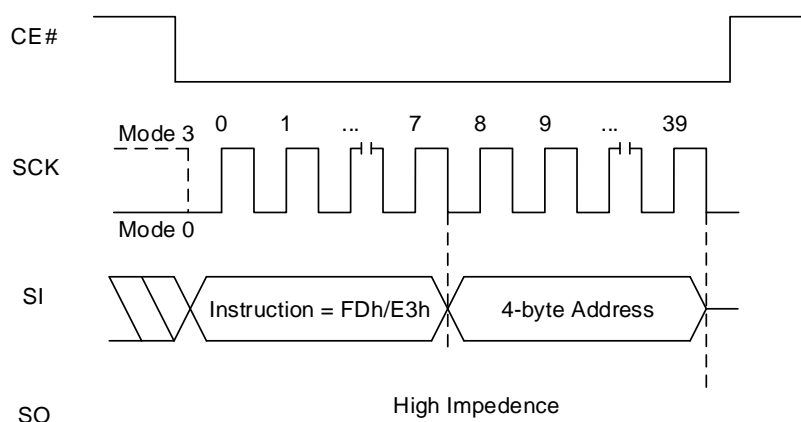 CE#
Mode 3
0 1 ... 7 8 9 ... 39
SCK
Mode 0
SI
Instruction = FDh/E3h
4-byte Address
High Impedence
SO